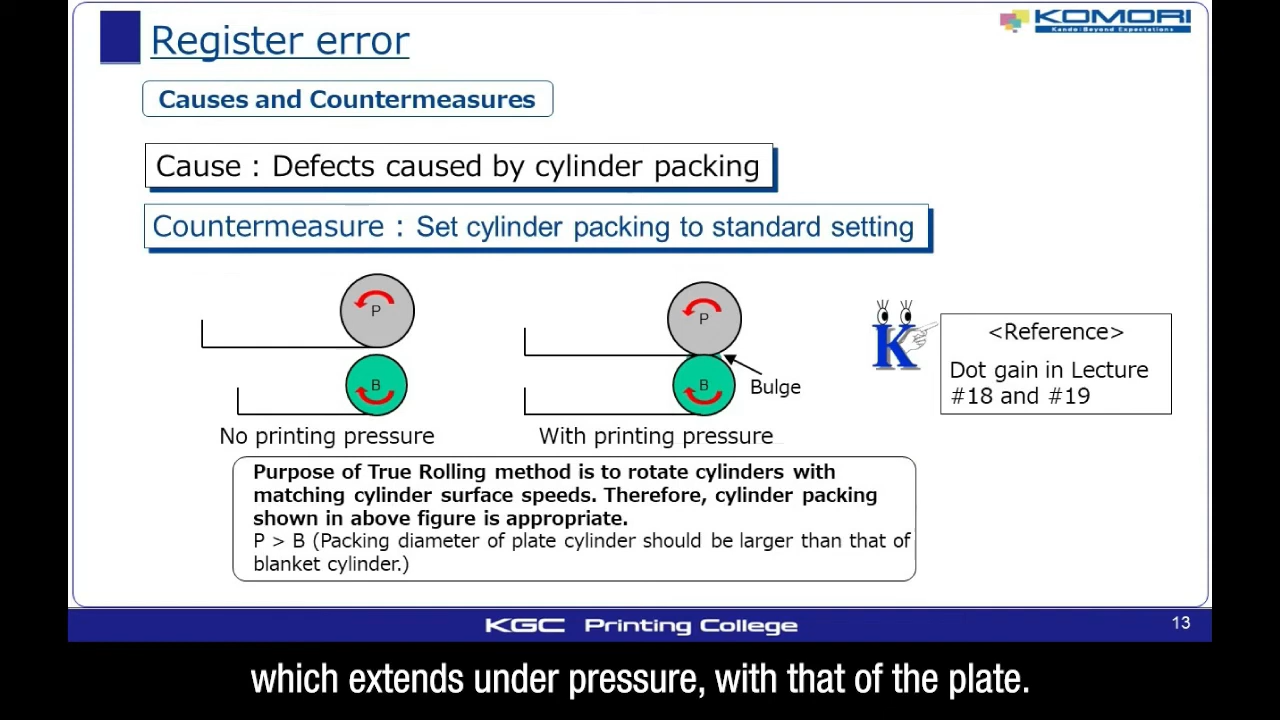 Register error
KOMORI
Kando: Beyond Expectations
Causes and Countermeasures
Cause : Defects caused by cylinder packing
Countermeasure : Set cylinder packing to standard setting
P
P
B
B
Bulge
No printing pressure
With printing pressure
K
<Reference>
Dot gain in Lecture
#18 and #19
Purpose of True Rolling method is to rotate cylinders with
matching cylinder surface speeds. Therefore, cylinder packing
shown in above figure is appropriate.
P > B (Packing diameter of plate cylinder should be larger than that of
blanket cylinder.)
KGC Printing College
13
which extends under pressure, with that of the plate.